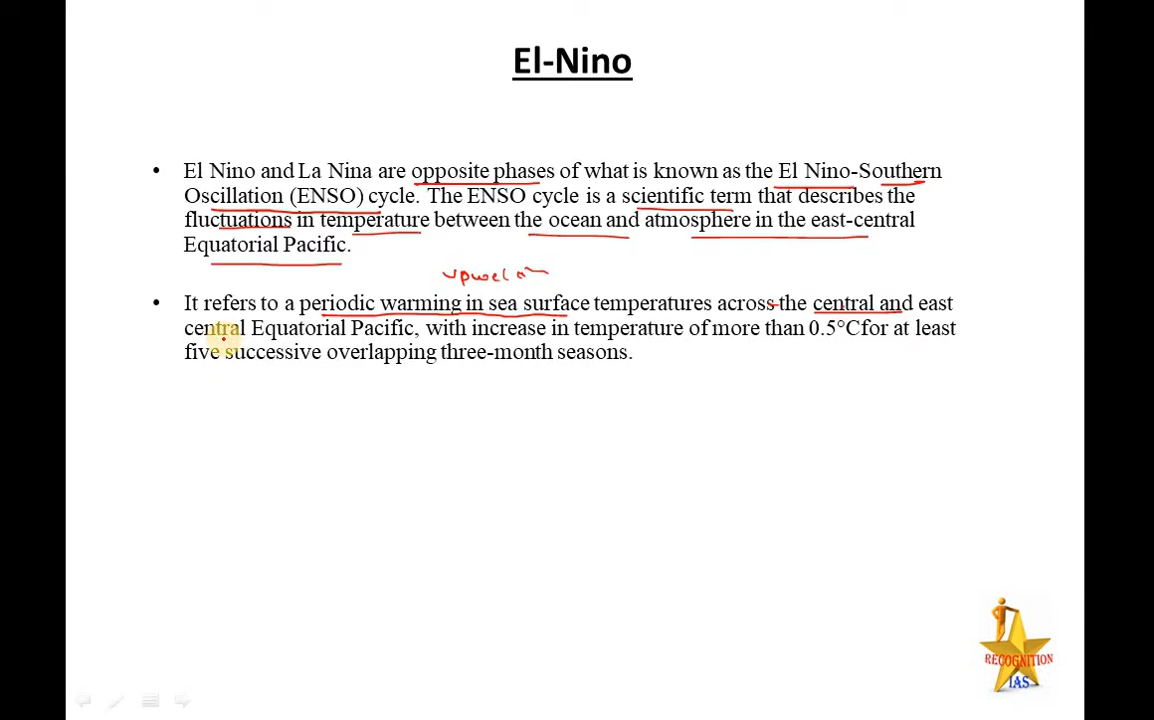 El-Nino
• El Nino and La Nina are opposite phases of what is known as the El Nino-Southern
Oscillation (ENSO) cycle. The ENSO cycle is a scientific term that describes the
fluctuations in temperature between the ocean and atmosphere in the east-central
Equatorial Pacific.
• It refers to a periodic warming in sea surface temperatures across the central and east
central Equatorial Pacific, with increase in temperature of more than 0.5°Cfor at least
five successive overlapping three-month seasons.
RECOGNITION
IAS